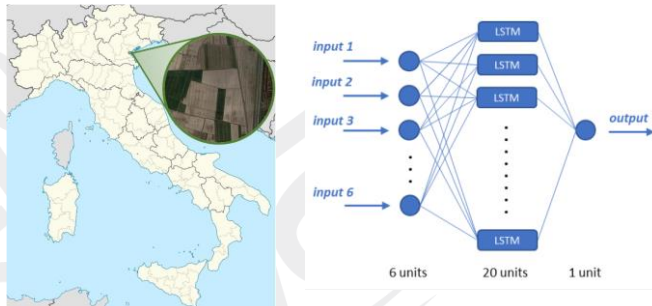 input 1
input 2
input 3
input 6
LSTM
LSTM
LSTM
LSTM
output
6 units
20 units
1 unit